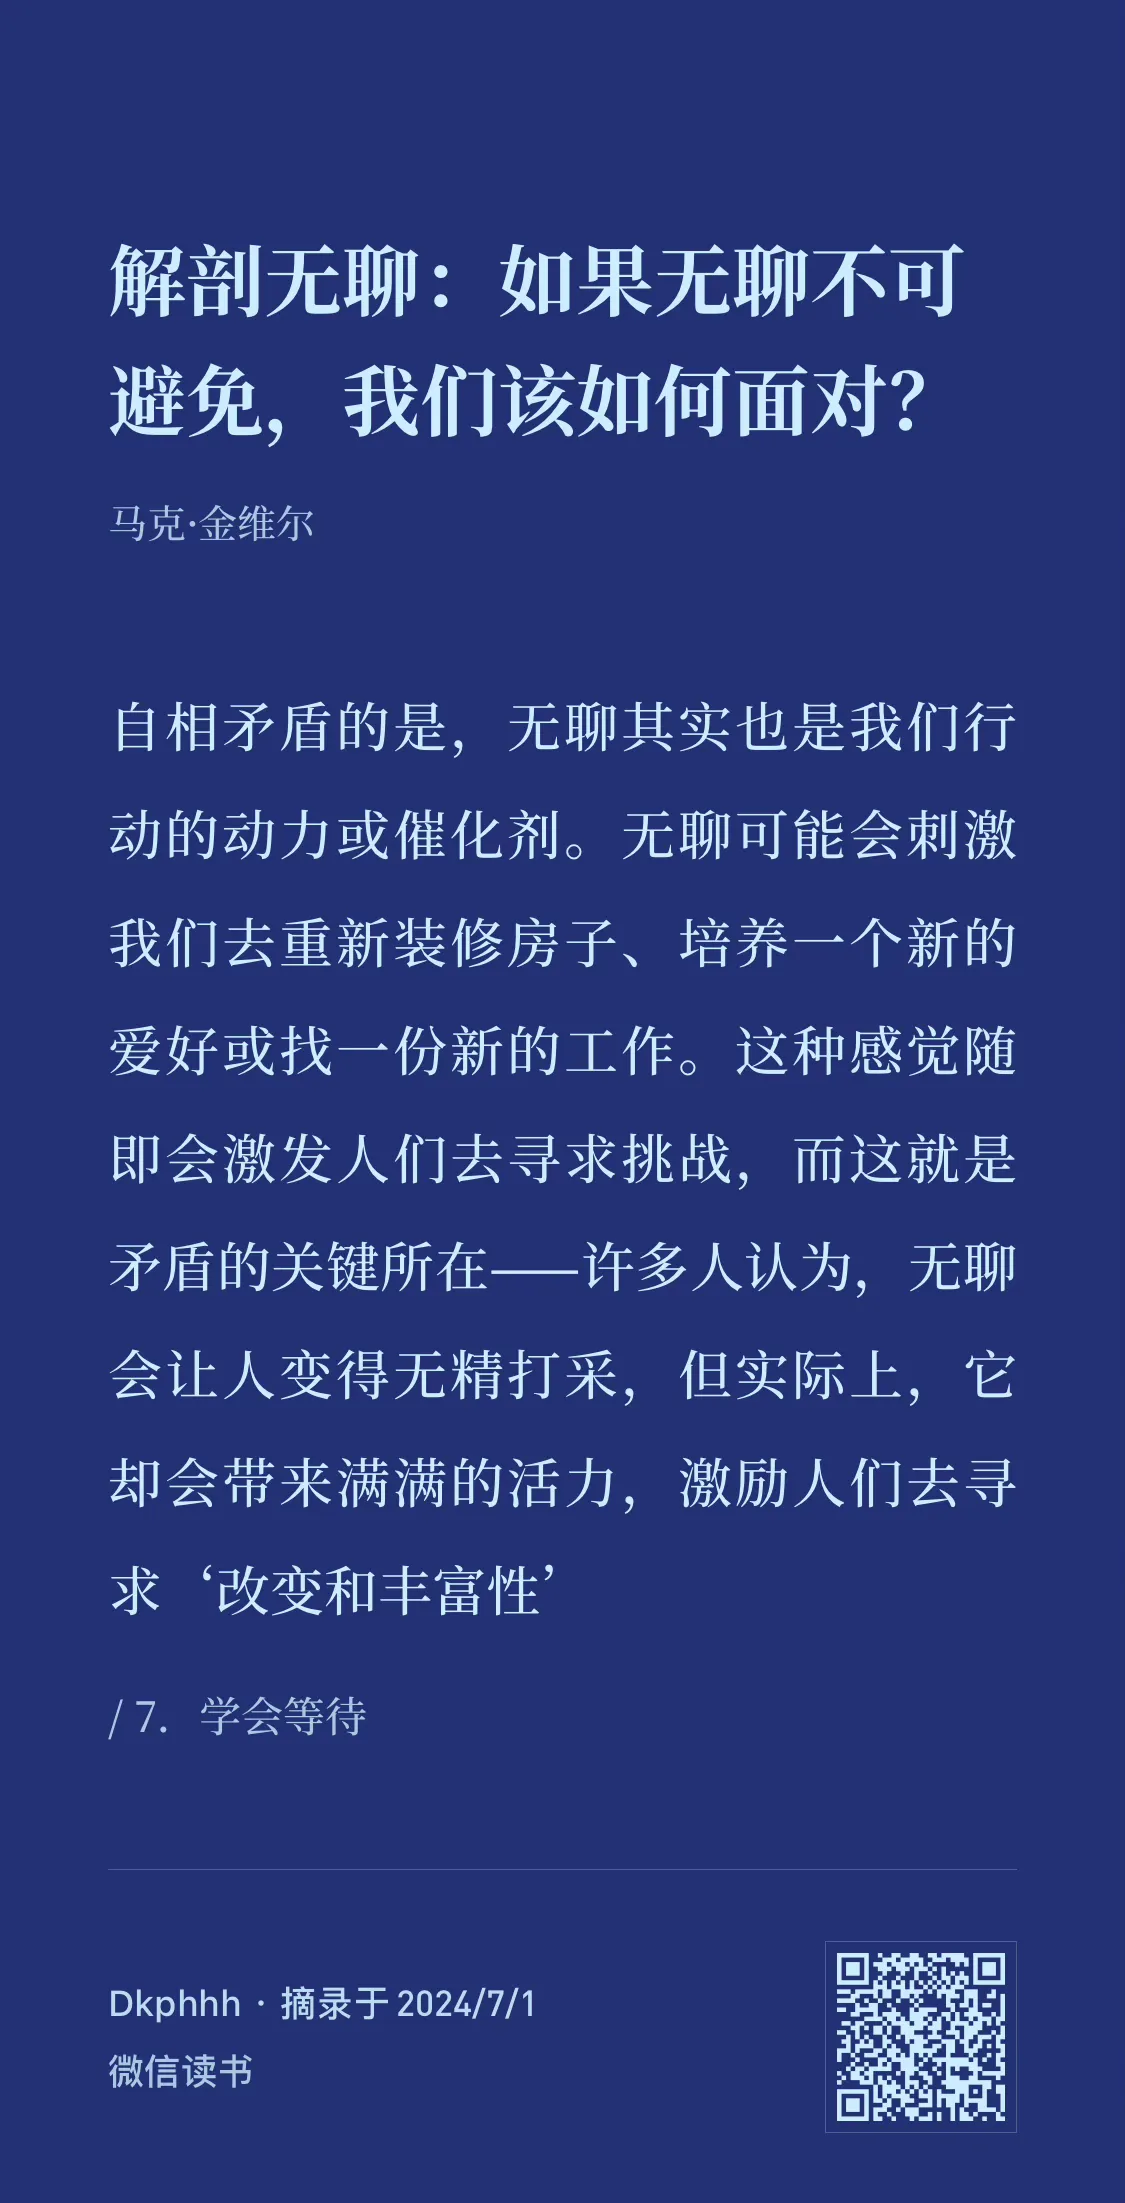 解剖无聊：如果无聊不可
避免，我们该如何面对？
马克·金维尔
自相矛盾的是，无聊其实也是我们行
动的动力或催化剂。无聊可能会刺激
我们去重新装修房子、培养一个新的
爱好或找一份新的工作。这种感觉随
即会激发人们去寻求挑战，而这就是
矛盾的关键所在——许多人认为，无聊
会让人变得无精打采，但实际上，它
却会带来满满的活力，激励人们去寻
求‘改变和丰富性’
/ 7. 学会等待
Dkphhh · 摘录于 2024/7/1
微信读书